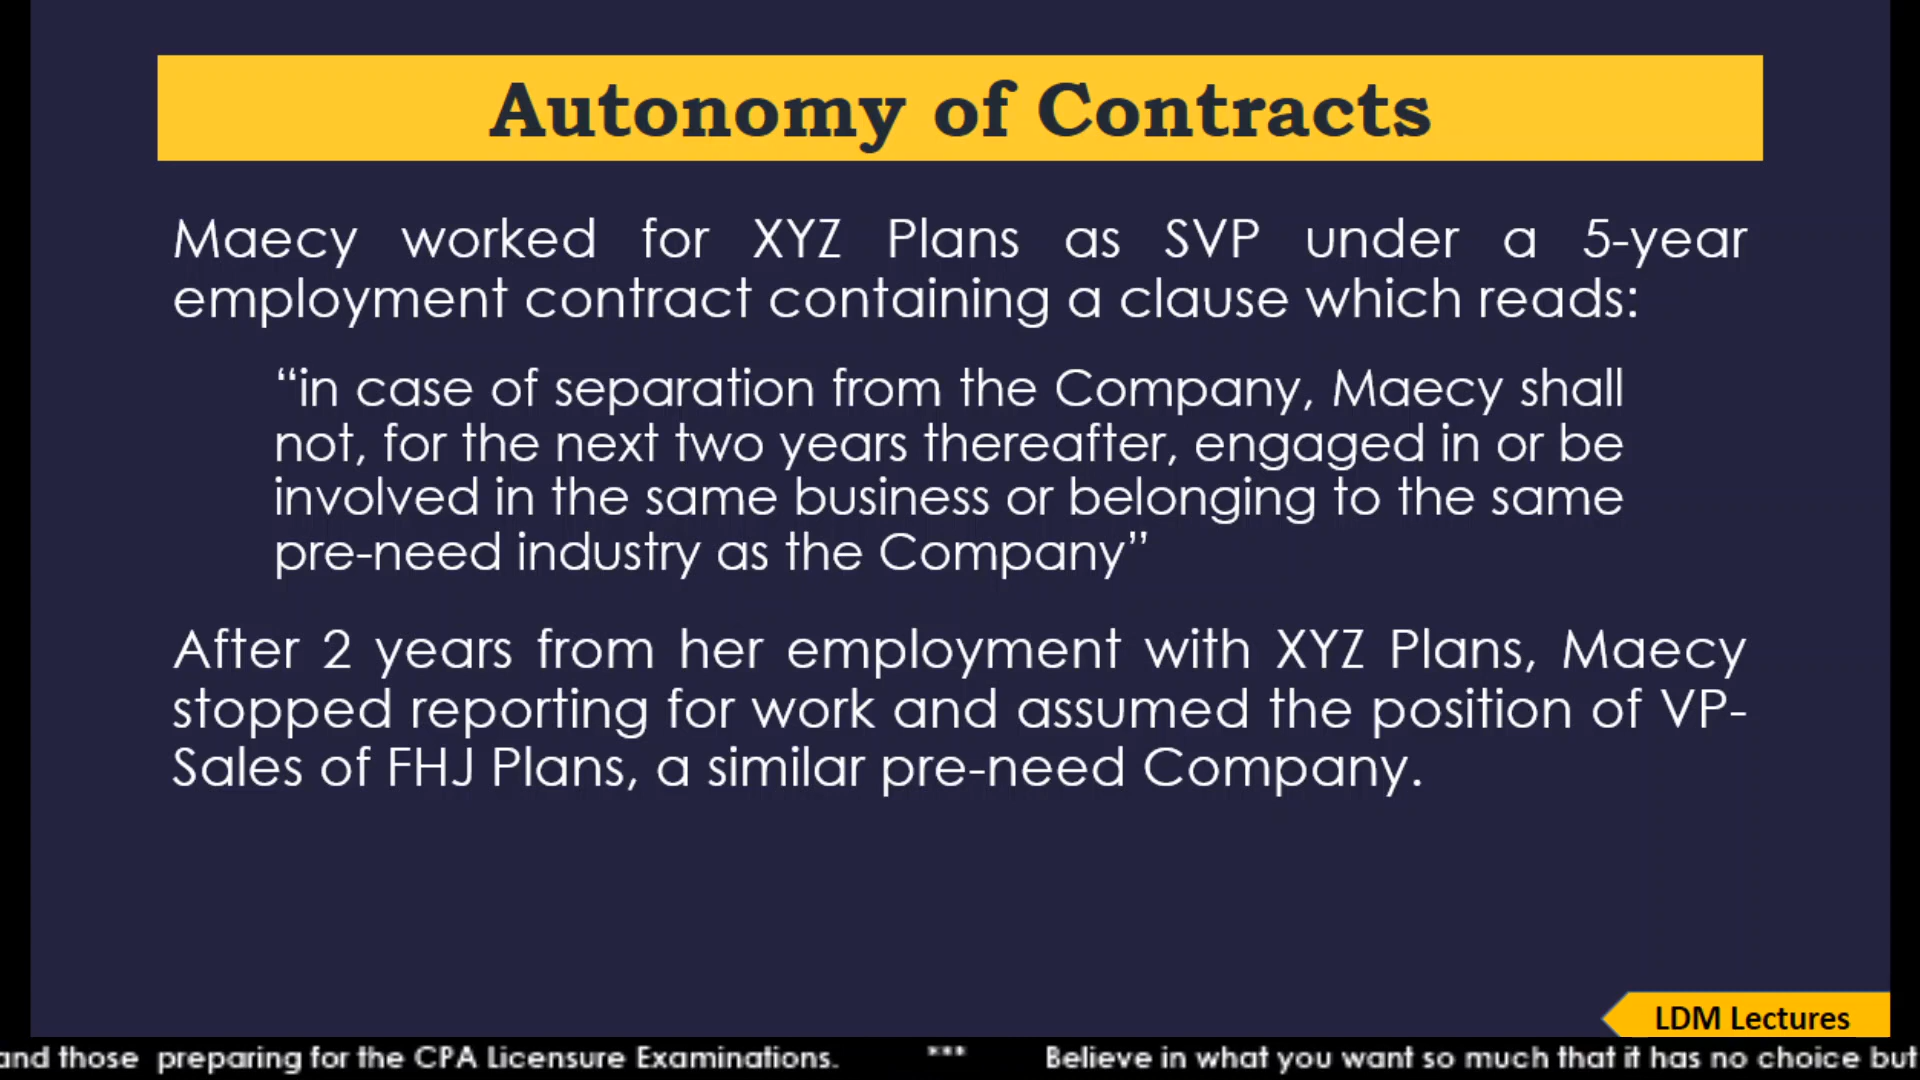 Autonomy of Contracts
Maecy worked for XYZ Plans as SVP under a 5-year
employment contract containing a clause which reads:
“in case of separation from the Company, Maecy shall
not, for the next two years thereafter, engaged in or be
involved in the same business or belonging to the same
pre-need industry as the Company”
After 2 years from her employment with XYZ Plans, Maecy
stopped reporting for work and assumed the position of VP-
Sales of FHJ Plans, a similar pre-need Company.
LDM Lectures
and those preparing for the CPA Licensure Examinations. *** Believe in what you want so much that it has no choice but